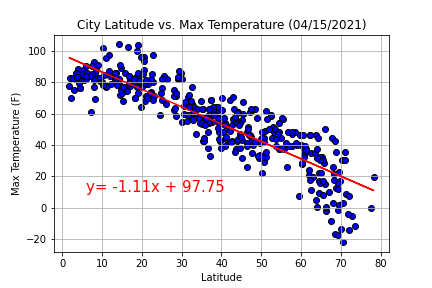 City Latitude vs. Max Temperature (04/15/2021)
Max Temperature (F)
100
80
60
40
20
0
−20
y= -1.11x + 97.75
0 10 20 30 40 50 60 70 80
Latitude